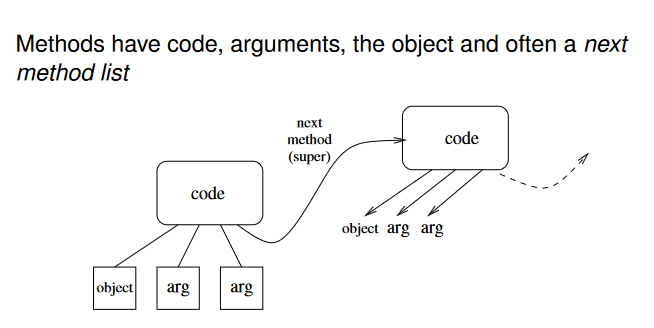 Methods have code, arguments, the object and often a next
method list
next
method
(super)
code
code
object arg arg
object arg arg